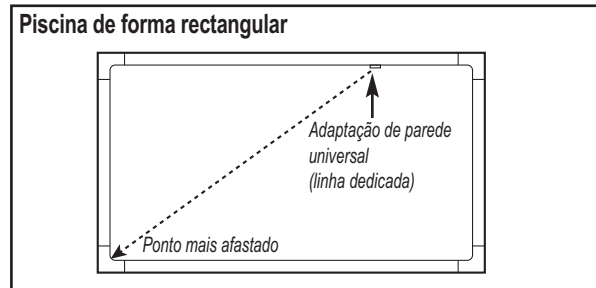 Piscina de forma rectangular
Adaptação de parede
universal
(linha dedicada)
Ponto mais afastado